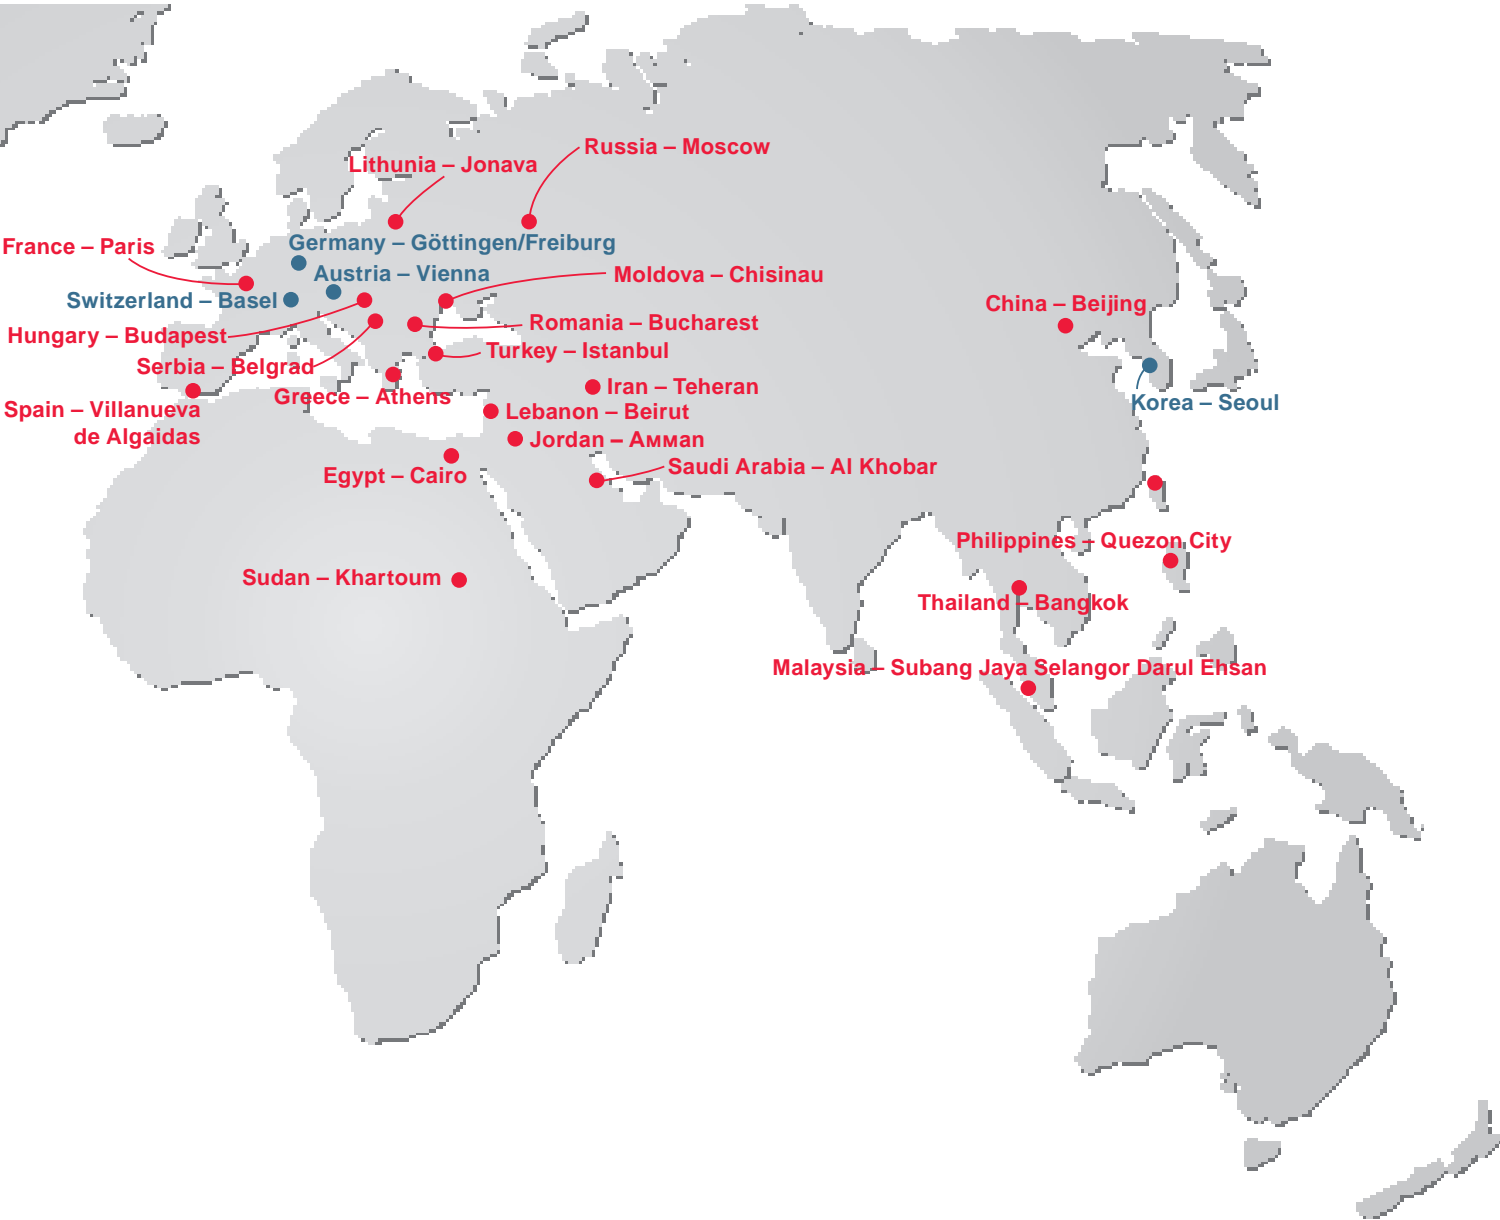 Russia – Moscow
Lithunia – Jonava
Germany – Göttingen/Freiburg
France – Paris
Austria – Vienna
Moldova – Chisinau
Switzerland – Basel
China – Beijing
Romania – Bucharest
Hungary – Budapest
Turkey – Istanbul
Serbia – Belgrad
Iran – Teheran
Greece – Athens
Korea – Seoul
Spain – Villanueva
de Algaidas
Lebanon – Beirut
Jordan – Amman
Saudi Arabia – Al Khobar
Egypt – Cairo
Philippines – Quezon City
Sudan – Khartoum
Thailand – Bangkok
Malaysia – Subang Jaya Selangor Darul Ehsan